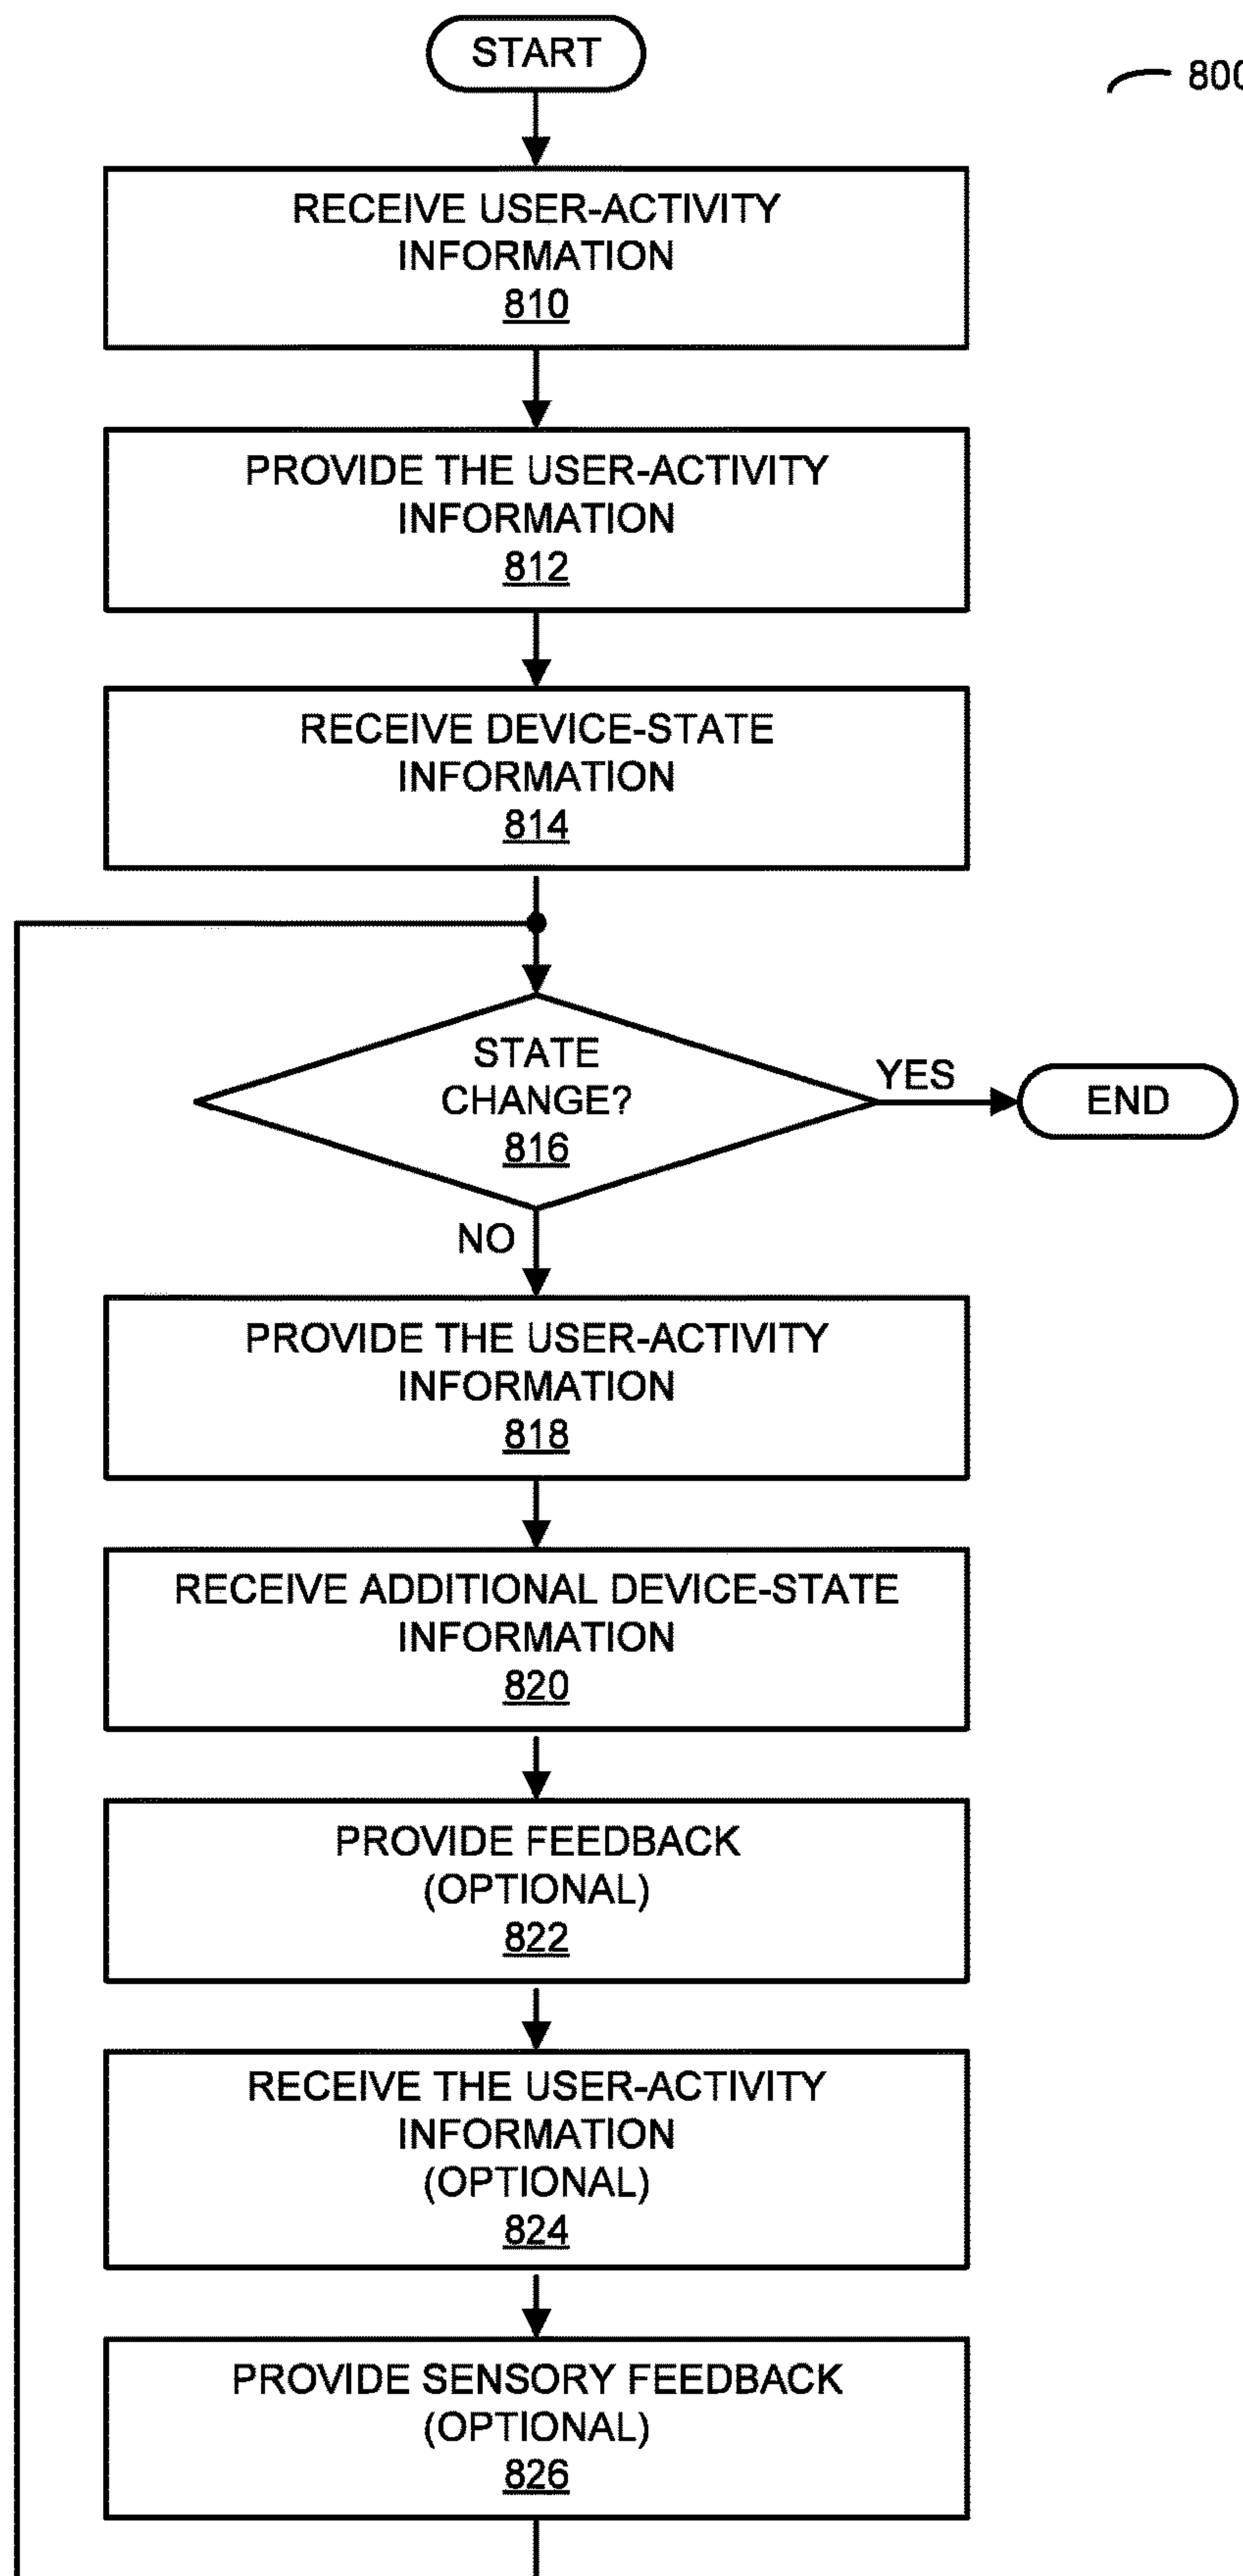 START
800
RECEIVE USER-ACTIVITY
INFORMATION
810
PROVIDE THE USER-ACTIVITY
INFORMATION
812
RECEIVE DEVICE-STATE
INFORMATION
814
STATE
CHANGE?
816
YES
END
NO
PROVIDE THE USER-ACTIVITY
INFORMATION
818
RECEIVE ADDITIONAL DEVICE-STATE
INFORMATION
820
PROVIDE FEEDBACK
(OPTIONAL)
822
RECEIVE THE USER-ACTIVITY
INFORMATION
(OPTIONAL)
824
PROVIDE SENSORY FEEDBACK
(OPTIONAL)
826